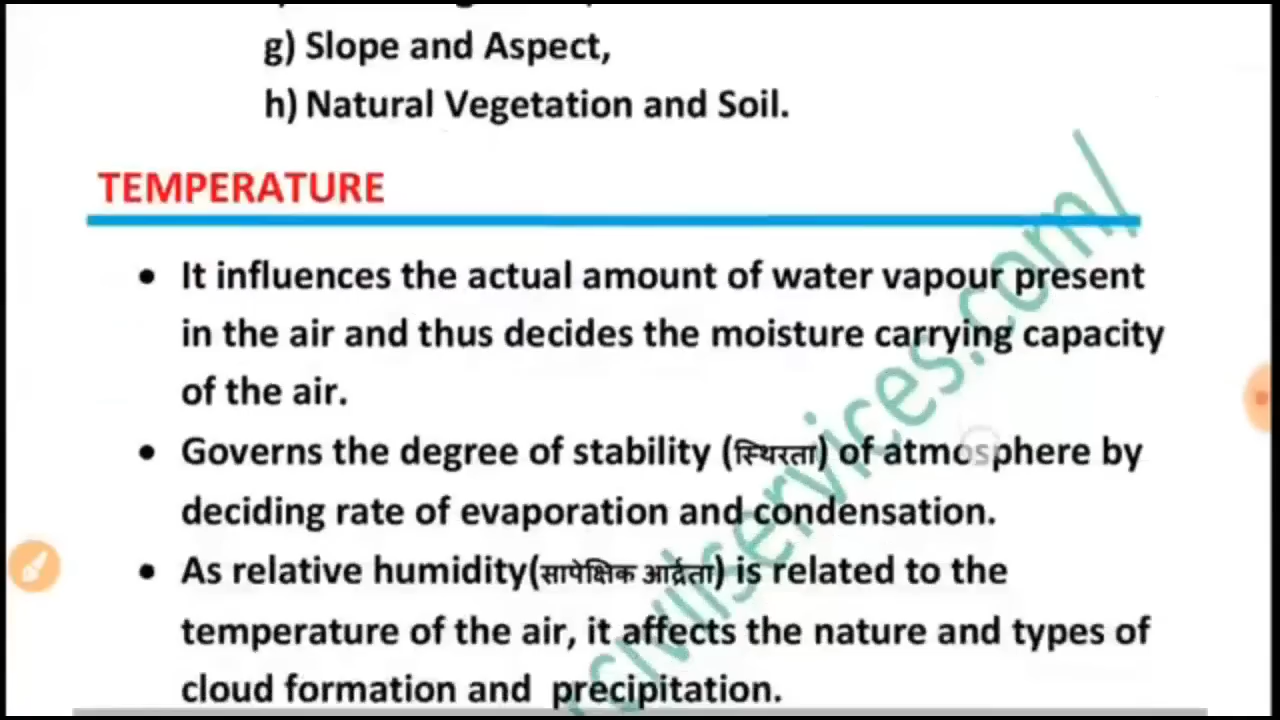 g) Slope and Aspect,
h) Natural Vegetation and Soil.
TEMPERATURE
• It influences the actual amount of water vapour present
in the air and thus decides the moisture carrying capacity
of the air.
• Governs the degree of stability (स्थिरता) of atmosphere by
deciding rate of evaporation and condensation.
• As relative humidity(सापेक्षिक आर्द्रता) is related to the
temperature of the air, it affects the nature and types of
cloud formation and precipitation.
civilservices.com/